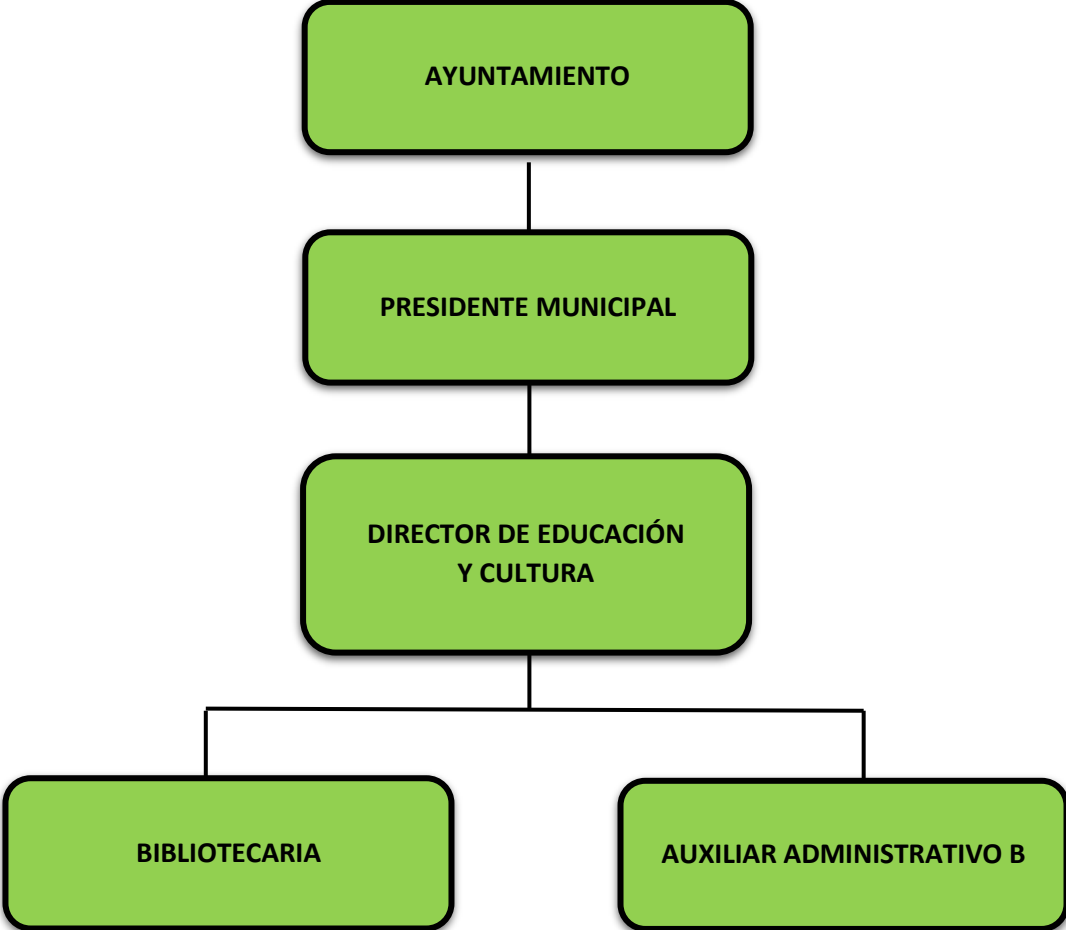 AYUNTAMIENTO
PRESIDENTE MUNICIPAL
DIRECTOR DE EDUCACIÓN
Y CULTURA
BIBLIOTECARIA
AUXILIAR ADMINISTRATIVO B